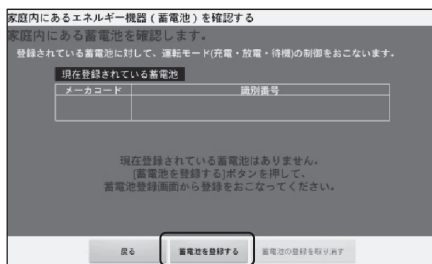 家庭内にあるエネルギー機器(蓄電池)を確認する
家庭内にある蓄電池を確認します。
登録されている蓄電池に対して、運転モード(充電・放電・待機)の制御をおこないます。
現在登録されている蓄電池
メーカコード 識別番号
現在登録されている蓄電池はありません。
[蓄電池を登録する]ボタンを押して、
蓄電池登録画面から登録をおこなってください。
戻る 蓄電池を登録する 蓄電池の登録を取り消す